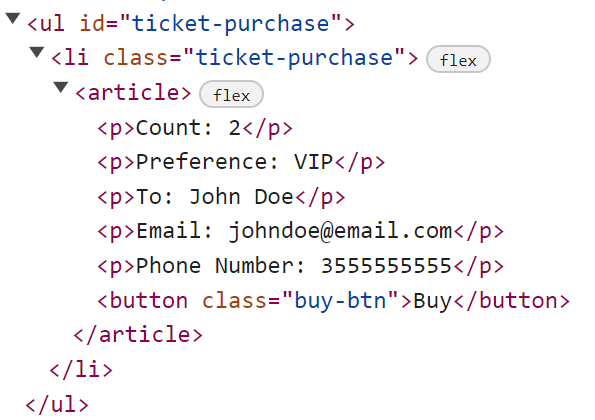 <ul id="ticket-purchase">
<li class="ticket-purchase"> flex
<article> flex
<p>Count: 2</p>
<p>Preference: VIP</p>
<p>To: John Doe</p>
<p>Email: johndoe@email.com</p>
<p>Phone Number: 3555555555</p>
<button class="buy-btn">Buy</button>
</article>
</li>
</ul>